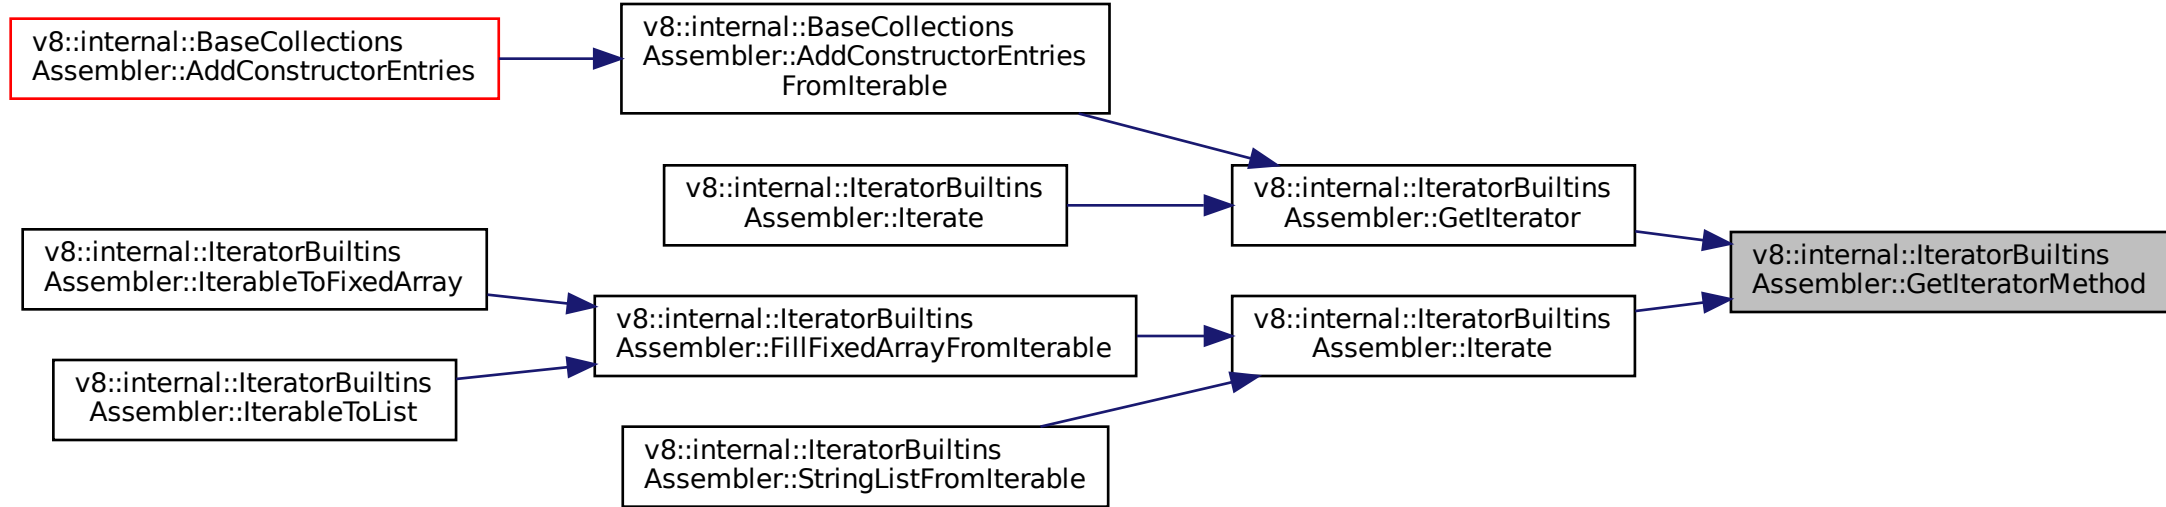 v8::internal::BaseCollections
Assembler::AddConstructorEntries
v8::internal::BaseCollections
Assembler::AddConstructorEntries
FromIterable
v8::internal::IteratorBuiltins
Assembler::Iterate
v8::internal::IteratorBuiltins
Assembler::GetIterator
v8::internal::IteratorBuiltins
Assembler::GetIteratorMethod
v8::internal::IteratorBuiltins
Assembler::IterableToFixedArray
v8::internal::IteratorBuiltins
Assembler::FillFixedArrayFromIterable
v8::internal::IteratorBuiltins
Assembler::Iterate
v8::internal::IteratorBuiltins
Assembler::IterableToList
v8::internal::IteratorBuiltins
Assembler::StringListFromIterable